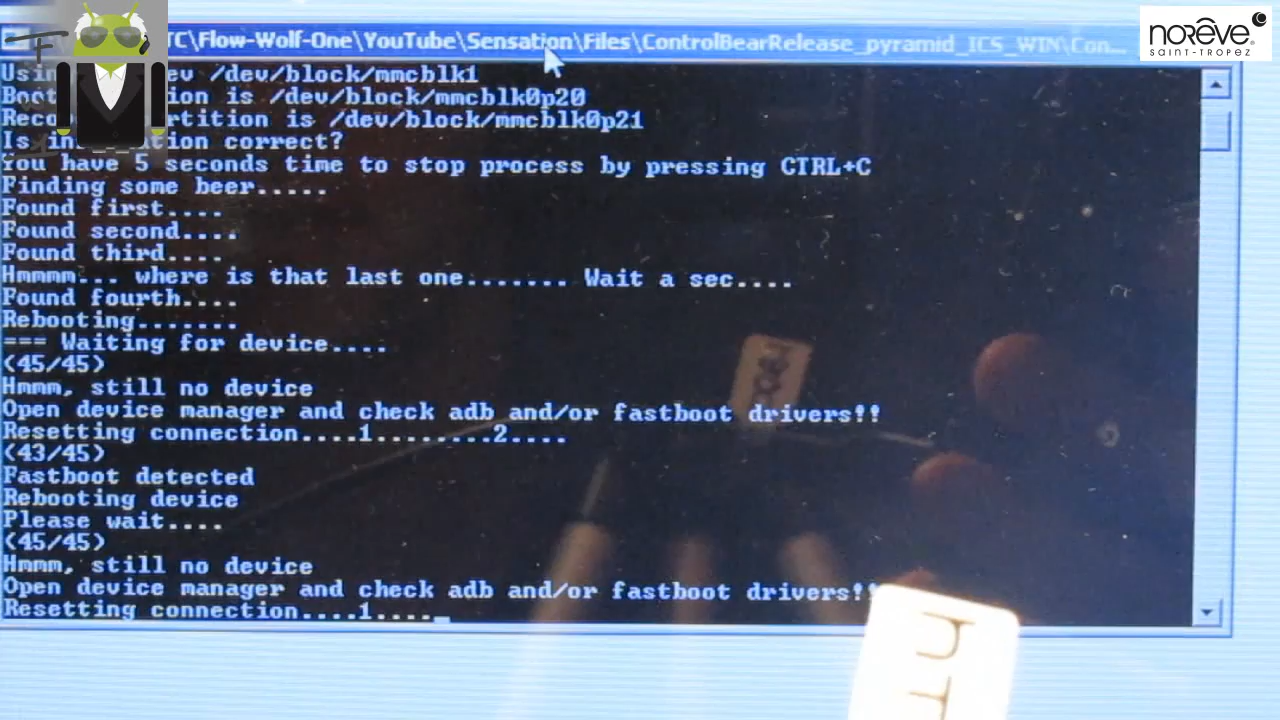 TC\Flow-Wolf-One\YouTube\Sensation\Files\ControlBearRelease_pyramid_ICS_WIN\Con...
norêve®
SAINT-TROPEZ
/dev/block/mmcblk1
is /dev/block/mmcblk0p20
is /dev/block/mmcblk0p21
Is correct?
You have 5 seconds time to stop process by pressing CTRL+C
Finding some beer.....
Found first....
Found second....
Found third....
Hmmmm... where is that last one....... Wait a sec....
Found fourth....
Rebooting.......
=== Waiting for device....
(45/45)
Hmmm, still no device
Open device manager and check adb and/or fastboot drivers!!
Resetting connection....1........2....
(43/45)
Fastboot detected
Rebooting device
Please wait....
(45/45)
Hmmm, still no device
Open device manager and check adb and/or fastboot drivers!!
Resetting connection....1...._
hT